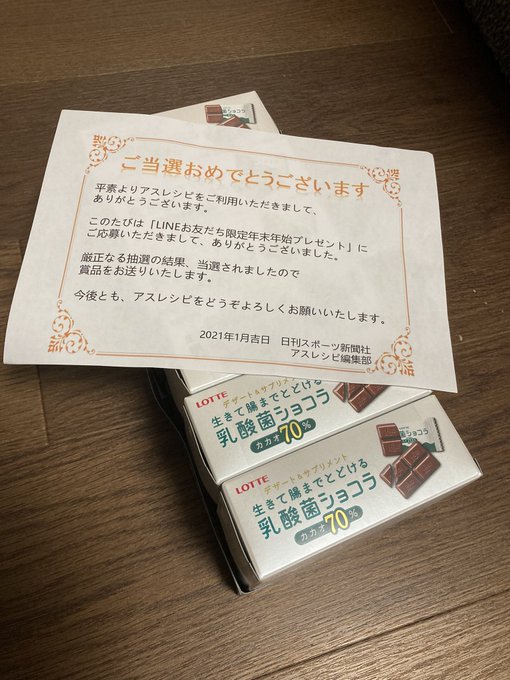 ご当選おめでとうございます
平素よりアスレシピをご利用いただきまして、
ありがとうございます。
このたびは「LINEお友だち限定年末年始プレゼント」に
ご応募いただきまして、ありがとうございました。
厳正なる抽選の結果、当選されましたので
賞品をお送りいたします。
今後とも、アスレシピをどうぞよろしくお願いいたします。
2021年1月吉日 日刊スポーツ新聞社
アスレシピ編集部
LOTTE
デザート&サプリメント
生きて腸までとどける
乳酸菌ショコラ
カカオ70%
LOTTE
デザート&サプリメント
生きて腸までとどける
乳酸菌ショコラ
カカオ70%